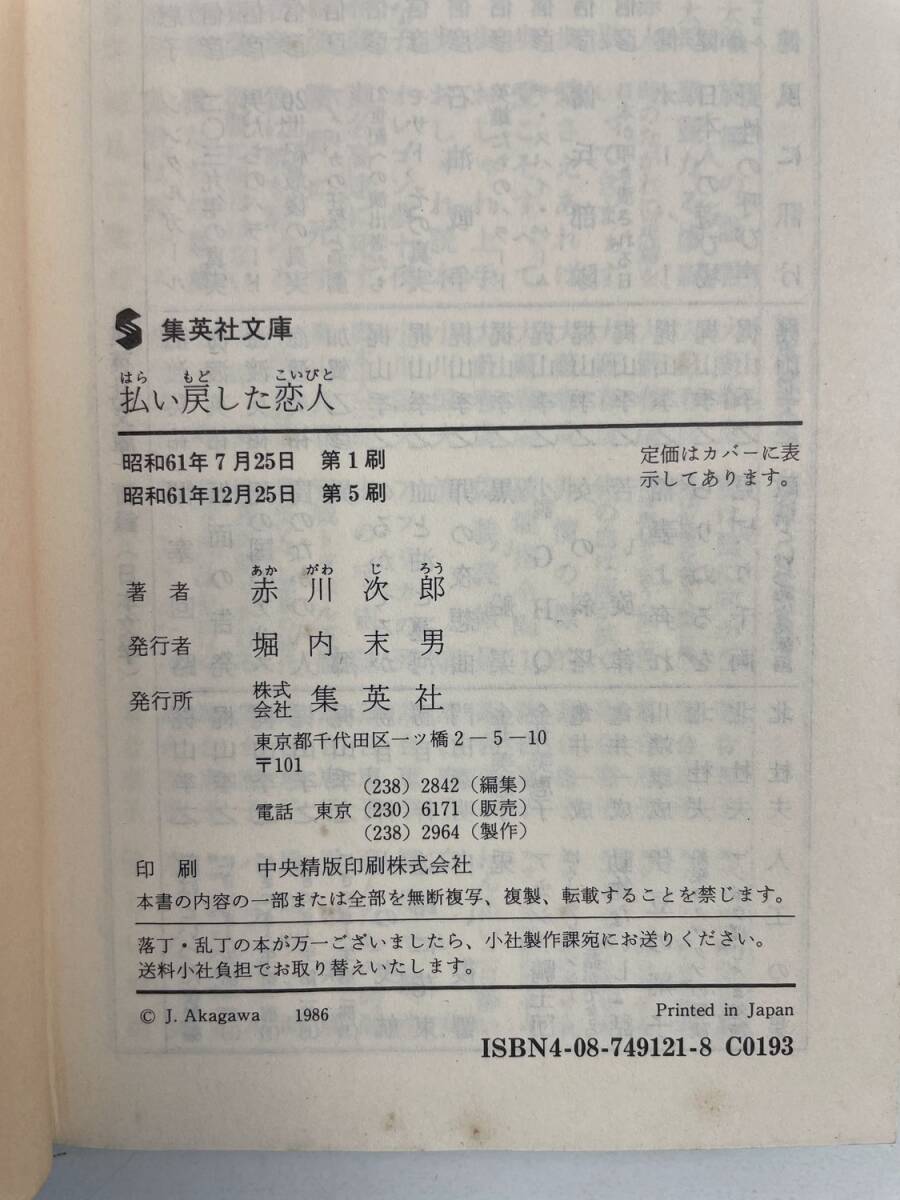 集英社文庫
払い戻した恋人
はら もど こいびと
昭和61年7月25日 第1刷
昭和61年12月25日 第5刷
定価はカバーに表
示してあります。
あか がわ じ ろう
著者 赤川次郎
発行者 堀内末男
発行所 株式会社 集英社
東京都千代田区一ツ橋2-5-10
〒101
(238) 2842(編集)
電話 東京 (230) 6171(販売)
(238) 2964(製作)
印刷 中央精版印刷株式会社
本書の内容の一部または全部を無断複写、複製、転載することを禁じます。
落丁・乱丁の本が万一ございましたら、小社製作課宛にお送りください。
送料小社負担でお取り替えいたします。
© J. Akagawa 1986
Printed in Japan
ISBN4-08-749121-8 C0193